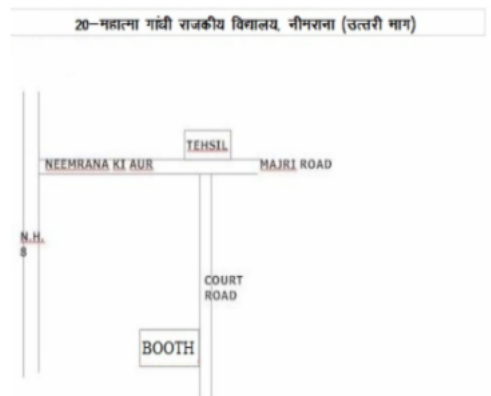 20–महात्मा गांधी राजकीय विद्यालय, नीमराना (उत्तरी भाग)
TEHSIL
NEEMRANA KI AUR MAJRI ROAD
N.H.
8
COURT
ROAD
BOOTH